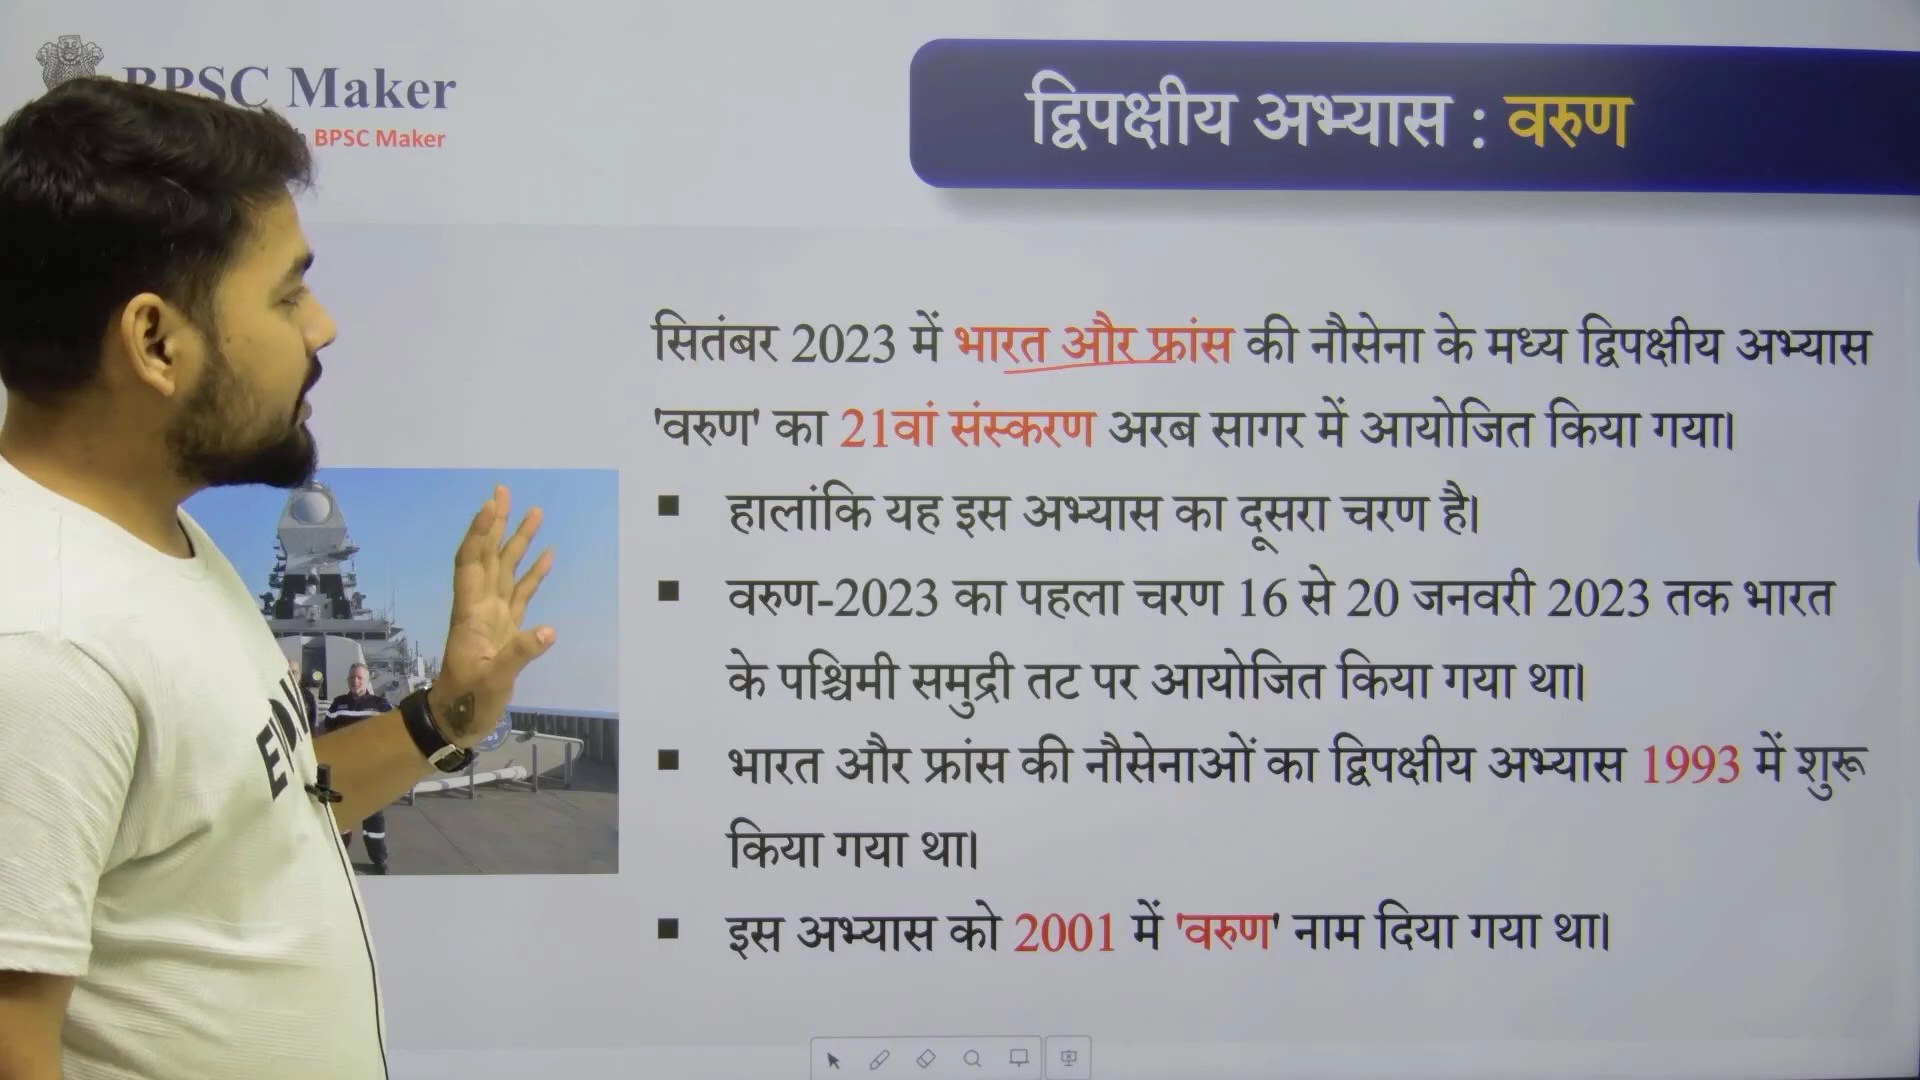 BPSC Maker
BPSC Maker
द्विपक्षीय अभ्यास : वरुण
सितंबर 2023 में भारत और फ्रांस की नौसेना के मध्य द्विपक्षीय अभ्यास
'वरुण' का 21वां संस्करण अरब सागर में आयोजित किया गया।
▪ हालांकि यह इस अभ्यास का दूसरा चरण है।
▪ वरुण-2023 का पहला चरण 16 से 20 जनवरी 2023 तक भारत
के पश्चिमी समुद्री तट पर आयोजित किया गया था।
▪ भारत और फ्रांस की नौसेनाओं का द्विपक्षीय अभ्यास 1993 में शुरू
किया गया था।
▪ इस अभ्यास को 2001 में 'वरुण' नाम दिया गया था।